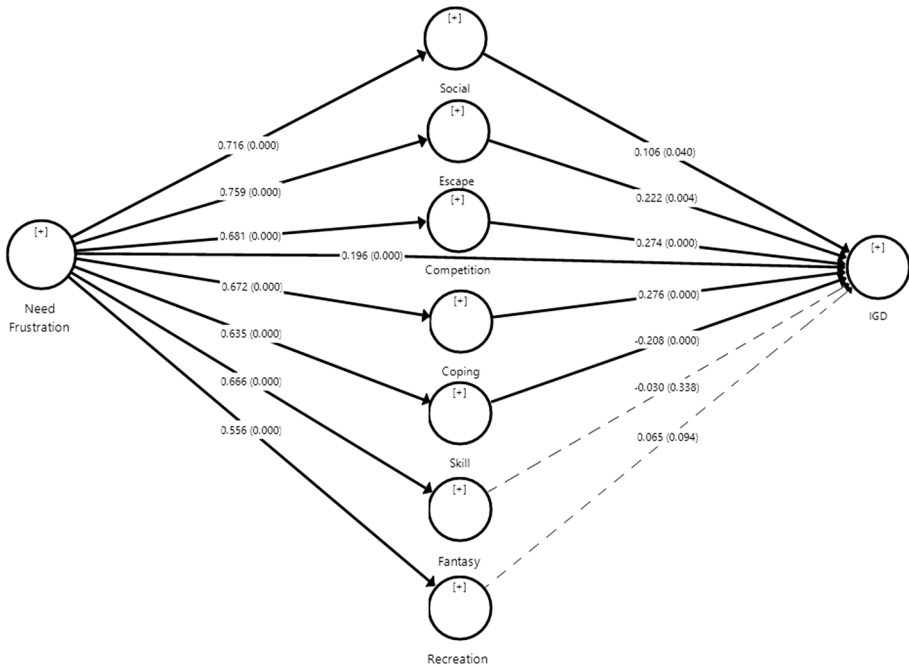 [+]
Social
0.716 (0.000)
0.106 (0.040)
[+]
Escape
0.759 (0.000)
0.222 (0.004)
[+]
Competition
0.681 (0.000)
0.274 (0.000)
[+]
Need
Frustration
0.196 (0.000)
[+]
IGD
0.672 (0.000)
0.276 (0.000)
[+]
Coping
0.635 (0.000)
-0.208 (0.000)
[+]
Skill
0.666 (0.000)
-0.030 (0.338)
[+]
Fantasy
0.556 (0.000)
0.065 (0.094)
[+]
Recreation